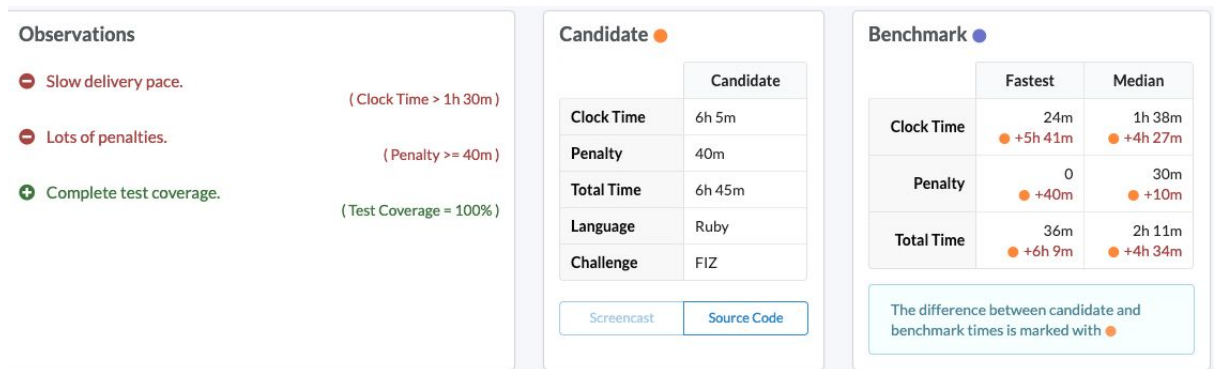 Observations
Slow delivery pace.
( Clock Time > 1h 30m )
Lots of penalties.
( Penalty >= 40m )
Complete test coverage.
( Test Coverage = 100% )
Candidate
Candidate
Clock Time 6h 5m
Penalty 40m
Total Time 6h 45m
Language Ruby
Challenge FIZ
Screencast Source Code
Benchmark
Fastest Median
Clock Time 24m 1h 38m
+5h 41m +4h 27m
Penalty 0 30m
+40m +10m
Total Time 36m 2h 11m
+6h 9m +4h 34m
The difference between candidate and
benchmark times is marked with